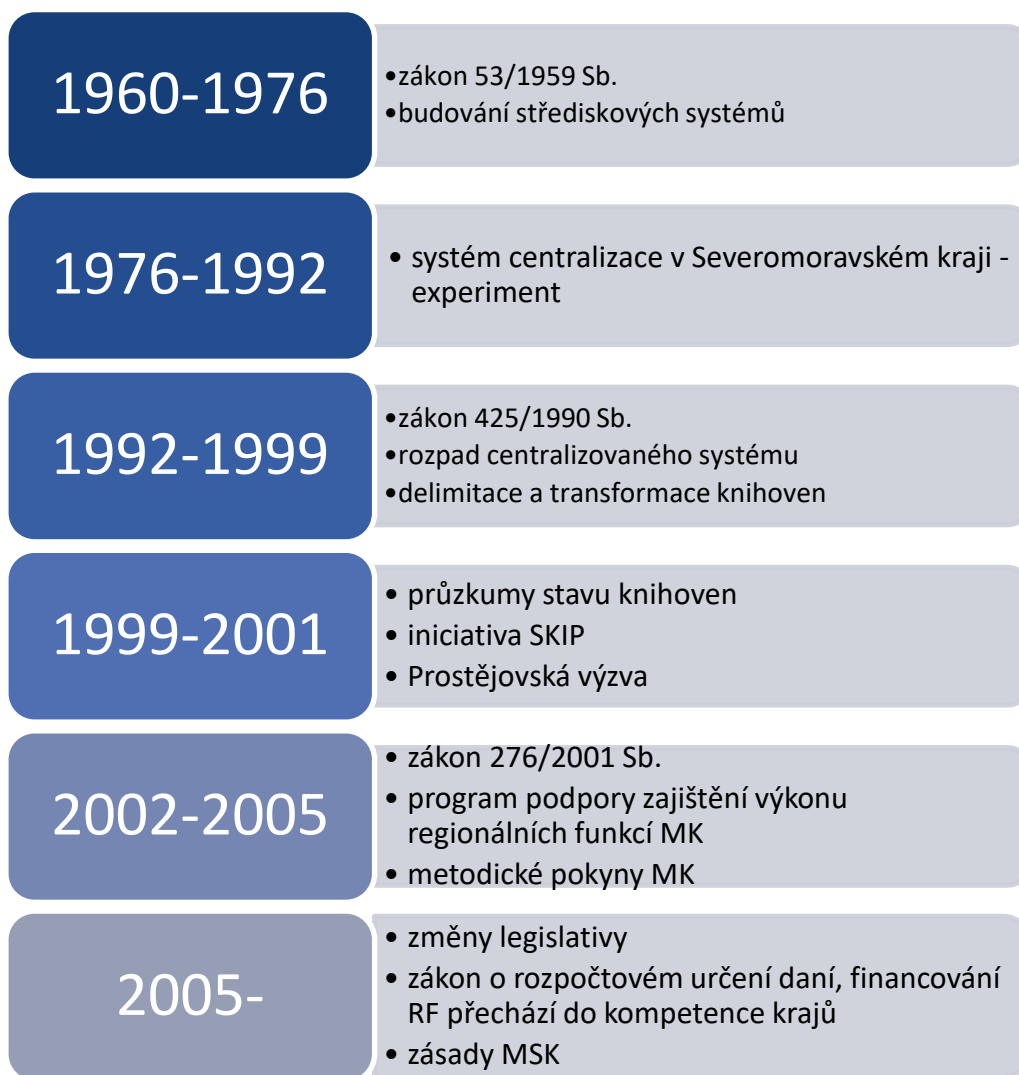 1960-1976
•zákon 53/1959 Sb.
•budování střediskových systémů
1976-1992
• systém centralizace v Severomoravském kraji -
experiment
1992-1999
•zákon 425/1990 Sb.
•rozpad centralizovaného systému
•delimitace a transformace knihoven
1999-2001
• průzkumy stavu knihoven
• iniciativa SKIP
• Prostějovská výzva
2002-2005
• zákon 276/2001 Sb.
• program podpory zajištění výkonu
regionálních funkcí MK
• metodické pokyny MK
2005-
• změny legislativy
• zákon o rozpočtovém určení daní, financování
RF přechází do kompetence krajů
• zásady MSK